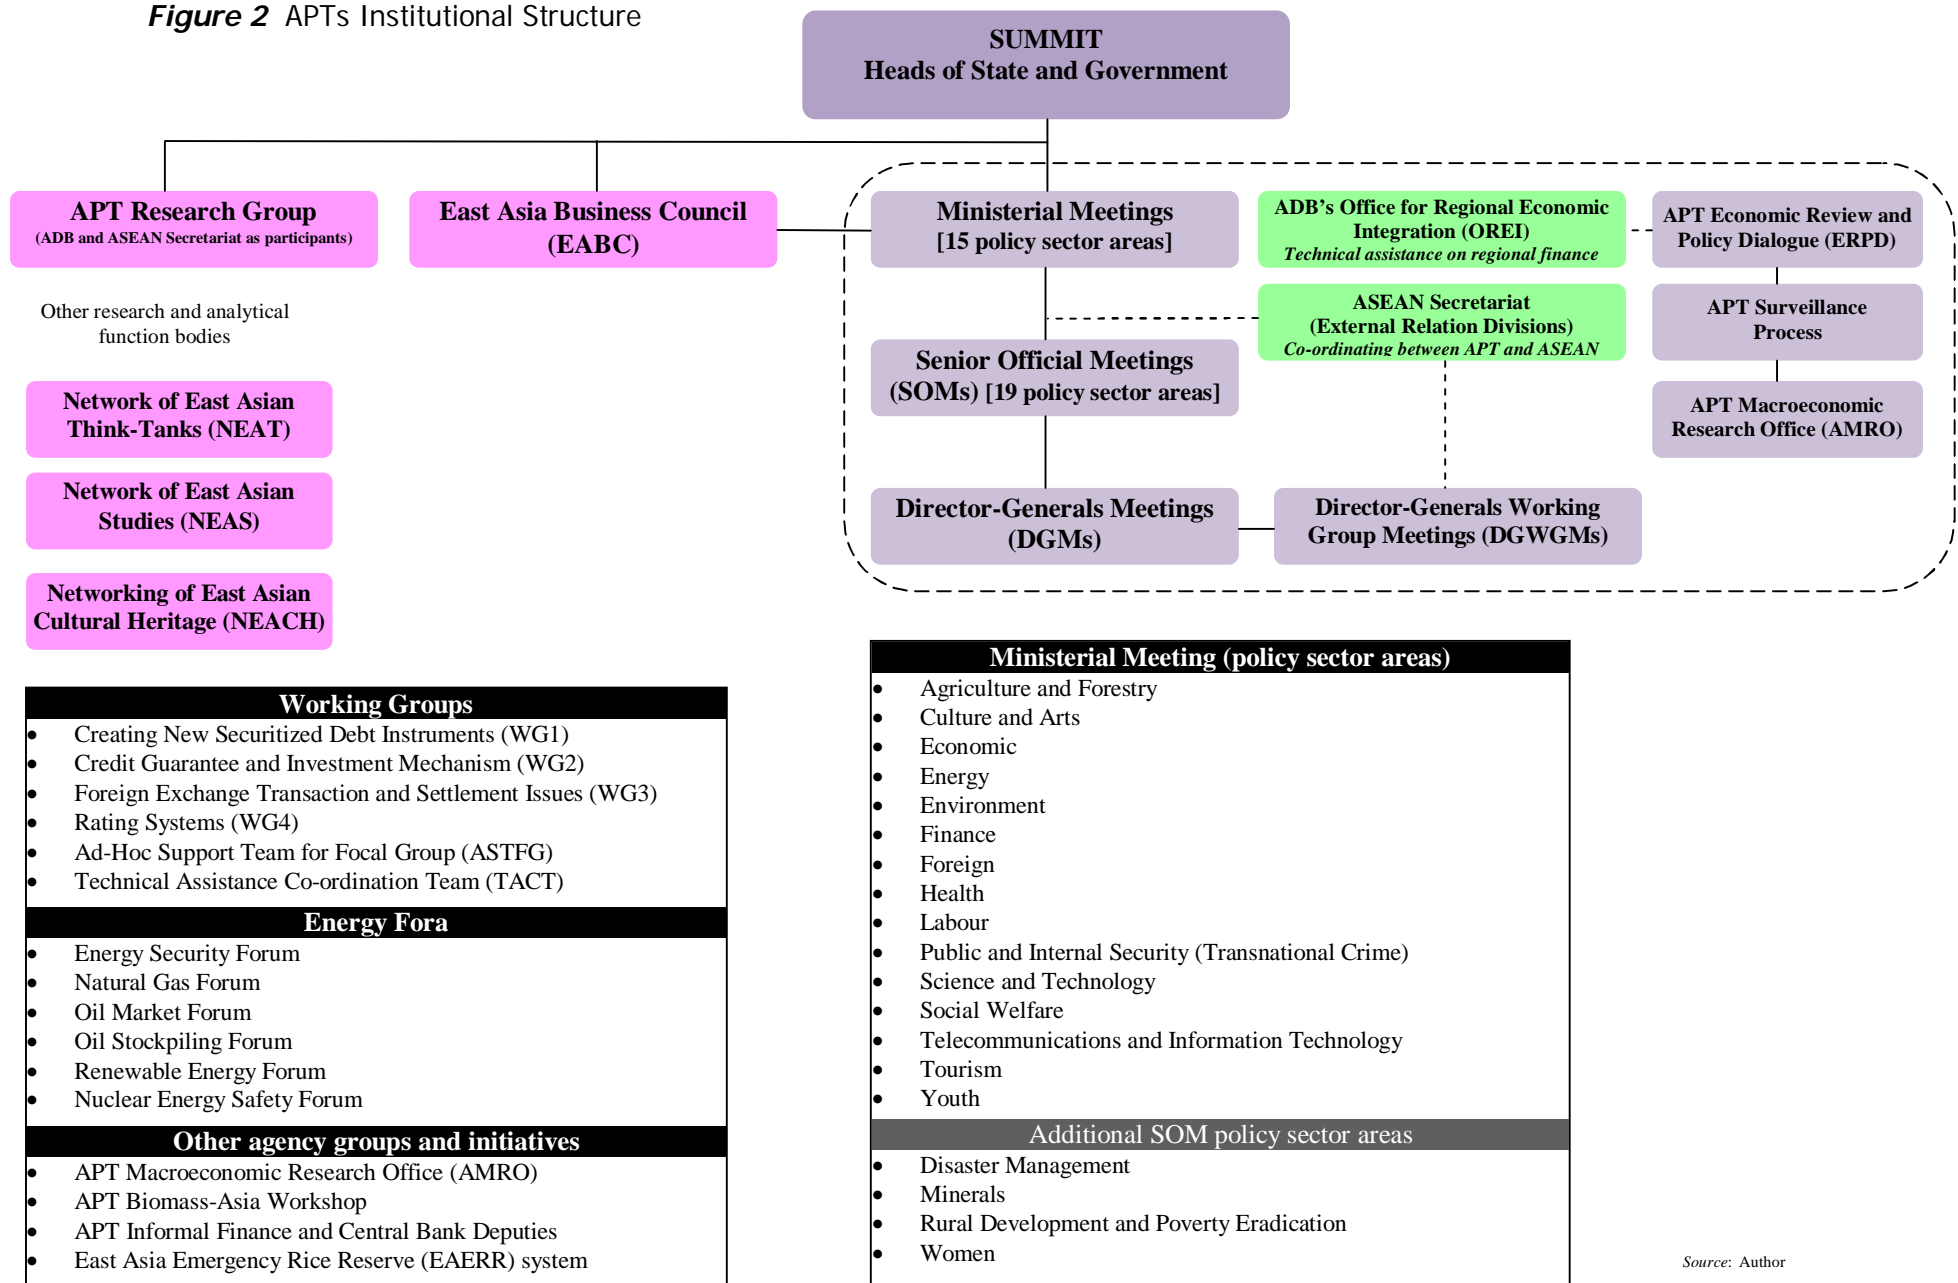 Figure 2 APTs Institutional Structure
SUMMIT
Heads of State and Government
APT Research Group
(ADB and ASEAN Secretariat as participants)
East Asia Business Council
(EABC)
Ministerial Meetings
[15 policy sector areas]
ADB's Office for Regional Economic
Integration (OREI)
Technical assistance on regional finance
APT Economic Review and
Policy Dialogue (ERPD)
Other research and analytical
function bodies
ASEAN Secretariat
(External Relation Divisions)
Co-ordinating between APT and ASEAN
APT Surveillance
Process
Senior Official Meetings
(SOMs) [19 policy sector areas]
APT Macroeconomic
Research Office (AMRO)
Network of East Asian
Think-Tanks (NEAT)
Network of East Asian
Studies (NEAS)
Director-Generals Meetings
(DGMs)
Director-Generals Working
Group Meetings (DGWGMs)
Networking of East Asian
Cultural Heritage (NEACH)
Working Groups
• Creating New Securitized Debt Instruments (WG1)
• Credit Guarantee and Investment Mechanism (WG2)
• Foreign Exchange Transaction and Settlement Issues (WG3)
• Rating Systems (WG4)
• Ad-Hoc Support Team for Focal Group (ASTFG)
• Technical Assistance Co-ordination Team (TACT)
Energy Fora
• Energy Security Forum
• Natural Gas Forum
• Oil Market Forum
• Oil Stockpiling Forum
• Renewable Energy Forum
• Nuclear Energy Safety Forum
Other agency groups and initiatives
• APT Macroeconomic Research Office (AMRO)
• APT Biomass-Asia Workshop
• APT Informal Finance and Central Bank Deputies
• East Asia Emergency Rice Reserve (EAERR) system
Ministerial Meeting (policy sector areas)
• Agriculture and Forestry
• Culture and Arts
• Economic
• Energy
• Environment
• Finance
• Foreign
• Health
• Labour
• Public and Internal Security (Transnational Crime)
• Science and Technology
• Social Welfare
• Telecommunications and Information Technology
• Tourism
• Youth
Additional SOM policy sector areas
• Disaster Management
• Minerals
• Rural Development and Poverty Eradication
• Women
Source: Author